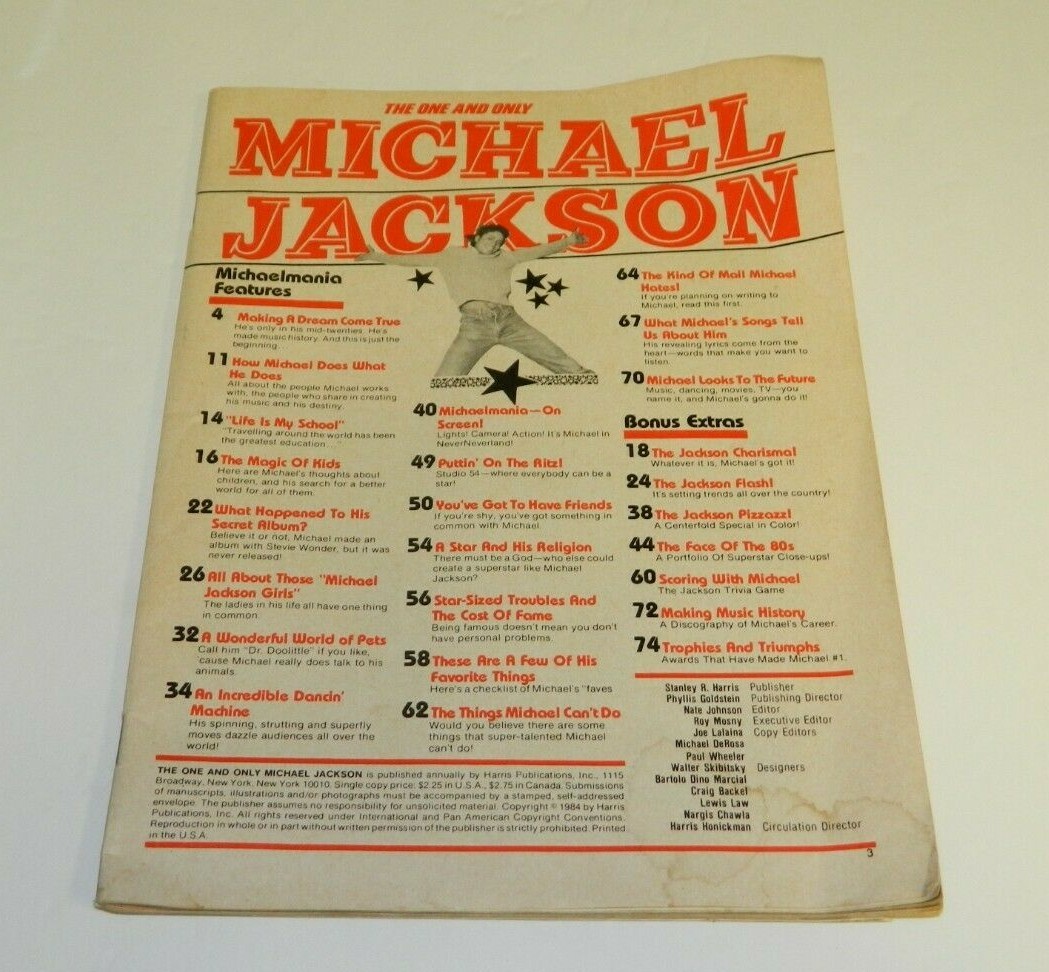 THE ONE AND ONLY
MICHAEL
JACKSON
Michaelmania
Features
4 Making A Dream Come True
He's only in his mid-twenties. He's
made music history. And this is just the
beginning...
11 How Michael Does What
He Does
All about the people Michael works
with, the people who share in creating
his music and his destiny.
14 "Life Is My School"
"Travelling around the world has been
the greatest education..."
16 The Magic Of Kids
Here are Michael's thoughts about
children, and his search for a better
world for all of them.
22 What Happened To His
Secret Album?
Believe it or not, Michael made an
album with Stevie Wonder, but it was
never released!
26 All About Those "Michael
Jackson Girls"
The ladies in his life all have one thing
in common.
32 A Wonderful World of Pets
Call him "Dr. Doolittle" if you like,
'cause Michael really does talk to his
animals.
34 An Incredible Dancin'
Machine
His spinning, strutting and superfly
moves dazzle audiences all over the
world!
40 Michaelmania—On
Screen!
Lights! Camera! Action! It's Michael in
NeverNeverland!
49 Puttin' On The Ritz!
Studio 54—where everybody can be a
star!
50 You've Got To Have Friends
If you're shy, you've got something in
common with Michael.
54 A Star And His Religion
There must be a God—who else could
create a superstar like Michael
Jackson?
56 Star-Sized Troubles And
The Cost Of Fame
Being famous doesn't mean you don't
have personal problems.
58 These Are A Few Of His
Favorite Things
Here's a checklist of Michael's "faves
62 The Things Michael Can't Do
Would you believe there are some
things that super-talented Michael
can't do!
64 The Kind Of Mail Michael
Hates!
If you're planning on writing to
Michael, read this first.
67 What Michael's Songs Tell
Us About Him
His revealing lyrics come from the
heart—words that make you want to
listen.
70 Michael Looks To The Future
Music, dancing, movies, TV—you
name it, and Michael's gonna do it!
Bonus Extras
18 The Jackson Charisma!
Whatever it is, Michael's got it!
24 The Jackson Flash!
It's setting trends all over the country!
38 The Jackson Pizzazz!
A Centerfold Special in Color!
44 The Face Of The 80s
A Portfolio Of Superstar Close-ups!
60 Scoring With Michael
The Jackson Trivia Game
72 Making Music History
A Discography of Michael's Career.
74 Trophies And Triumphs
Awards That Have Made Michael #1.
Stanley R. Harris Publisher
Phyllis Goldstein Publishing Director
Nate Johnson Editor
Roy Mosny Executive Editor
Joe Lalaina Copy Editors
Michael DeRosa
Paul Wheeler
Walter Skibitsky Designers
Bartolo Dino Marcial
Craig Backel
Lewis Law
Nargis Chawla
Harris Honickman Circulation Director
THE ONE AND ONLY MICHAEL JACKSON is published annually by Harris Publications, Inc., 1115
Broadway, New York, New York 10010. Single copy price: $2.25 in U.S.A., $2.75 in Canada. Submissions
of manuscripts, illustrations and/or photographs must be accompanied by a stamped, self-addressed
envelope. The publisher assumes no responsibility for unsolicited material. Copyright © 1984 by Harris
Publications, Inc. All rights reserved under International and Pan American Copyright Conventions.
Reproduction in whole or in part without written permission of the publisher is strictly prohibited. Printed
in the U.S.A.
3